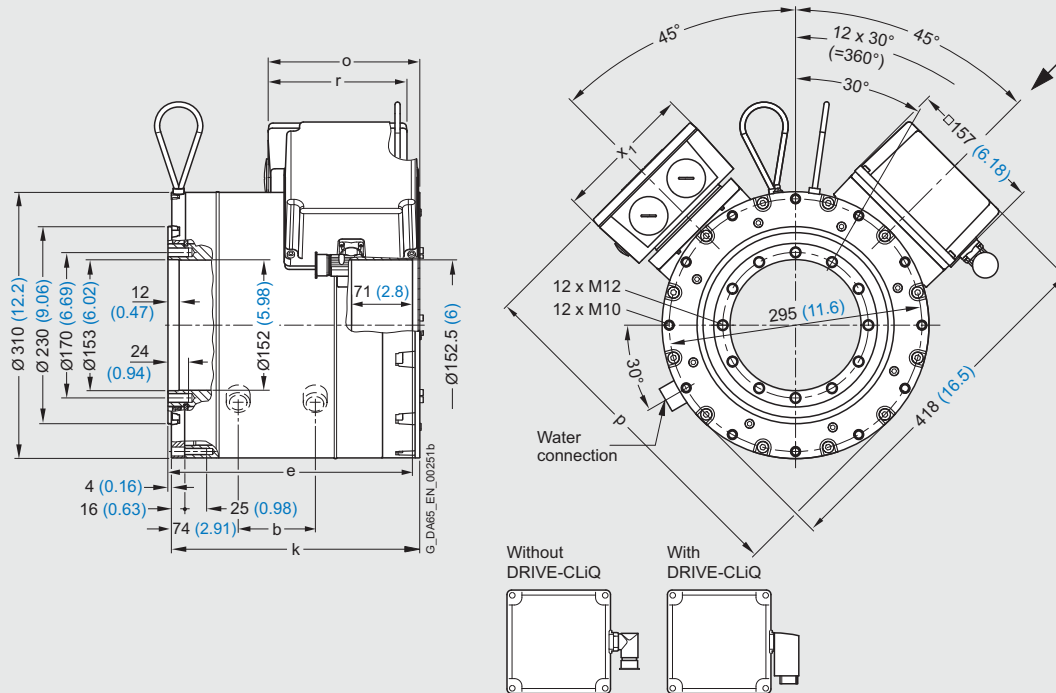 o
r
Ø 310 (12.2)
Ø 230 (9.06)
Ø170 (6.69)
Ø153 (6.02)
12
(0.47)
24
(0.94)
Ø152 (5.98)
71 (2.8)
Ø152.5 (6)
e
4 (0.16)
16 (0.63)
25 (0.98)
74 (2.91)
b
k
G_DA65_EN_00251b
45°
12 x 30°
(=360°)
45°
30°
□157 (6.18)
x1
12 x M12
12 x M10
295 (11.6)
30°
p
418 (16.5)
Water
connection
Without
DRIVE-CLiQ
With
DRIVE-CLiQ